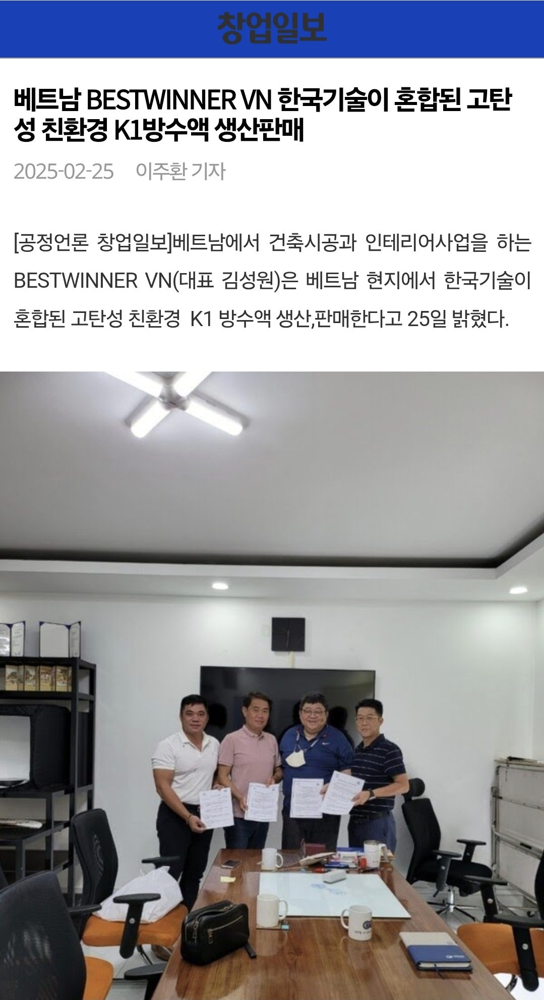 창업일보
베트남 BESTWINNER VN 한국기술이 혼합된 고탄
성 친환경 K1방수액 생산판매
2025-02-25 이주환 기자
[공정언론 창업일보]베트남에서 건축시공과 인테리어사업을 하는
BESTWINNER VN(대표 김성원)은 베트남 현지에서 한국기술이
혼합된 고탄성 친환경 K1 방수액 생산,판매한다고 25일 밝혔다.